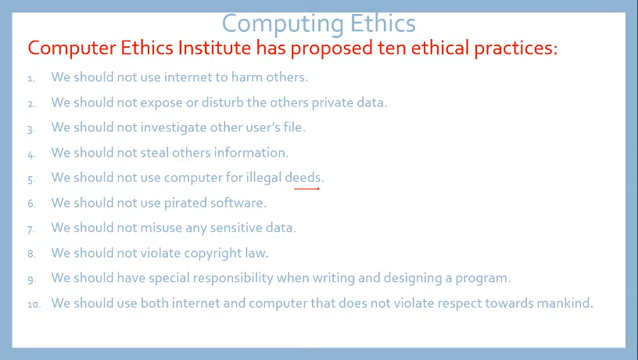 Computing Ethics
Computer Ethics Institute has proposed ten ethical practices:
1. We should not use internet to harm others.
2. We should not expose or disturb the others private data.
3. We should not investigate other user's file.
4. We should not steal others information.
5. We should not use computer for illegal deeds.
6. We should not use pirated software.
7. We should not misuse any sensitive data.
8. We should not violate copyright law.
9. We should have special responsibility when writing and designing a program.
10. We should use both internet and computer that does not violate respect towards mankind.